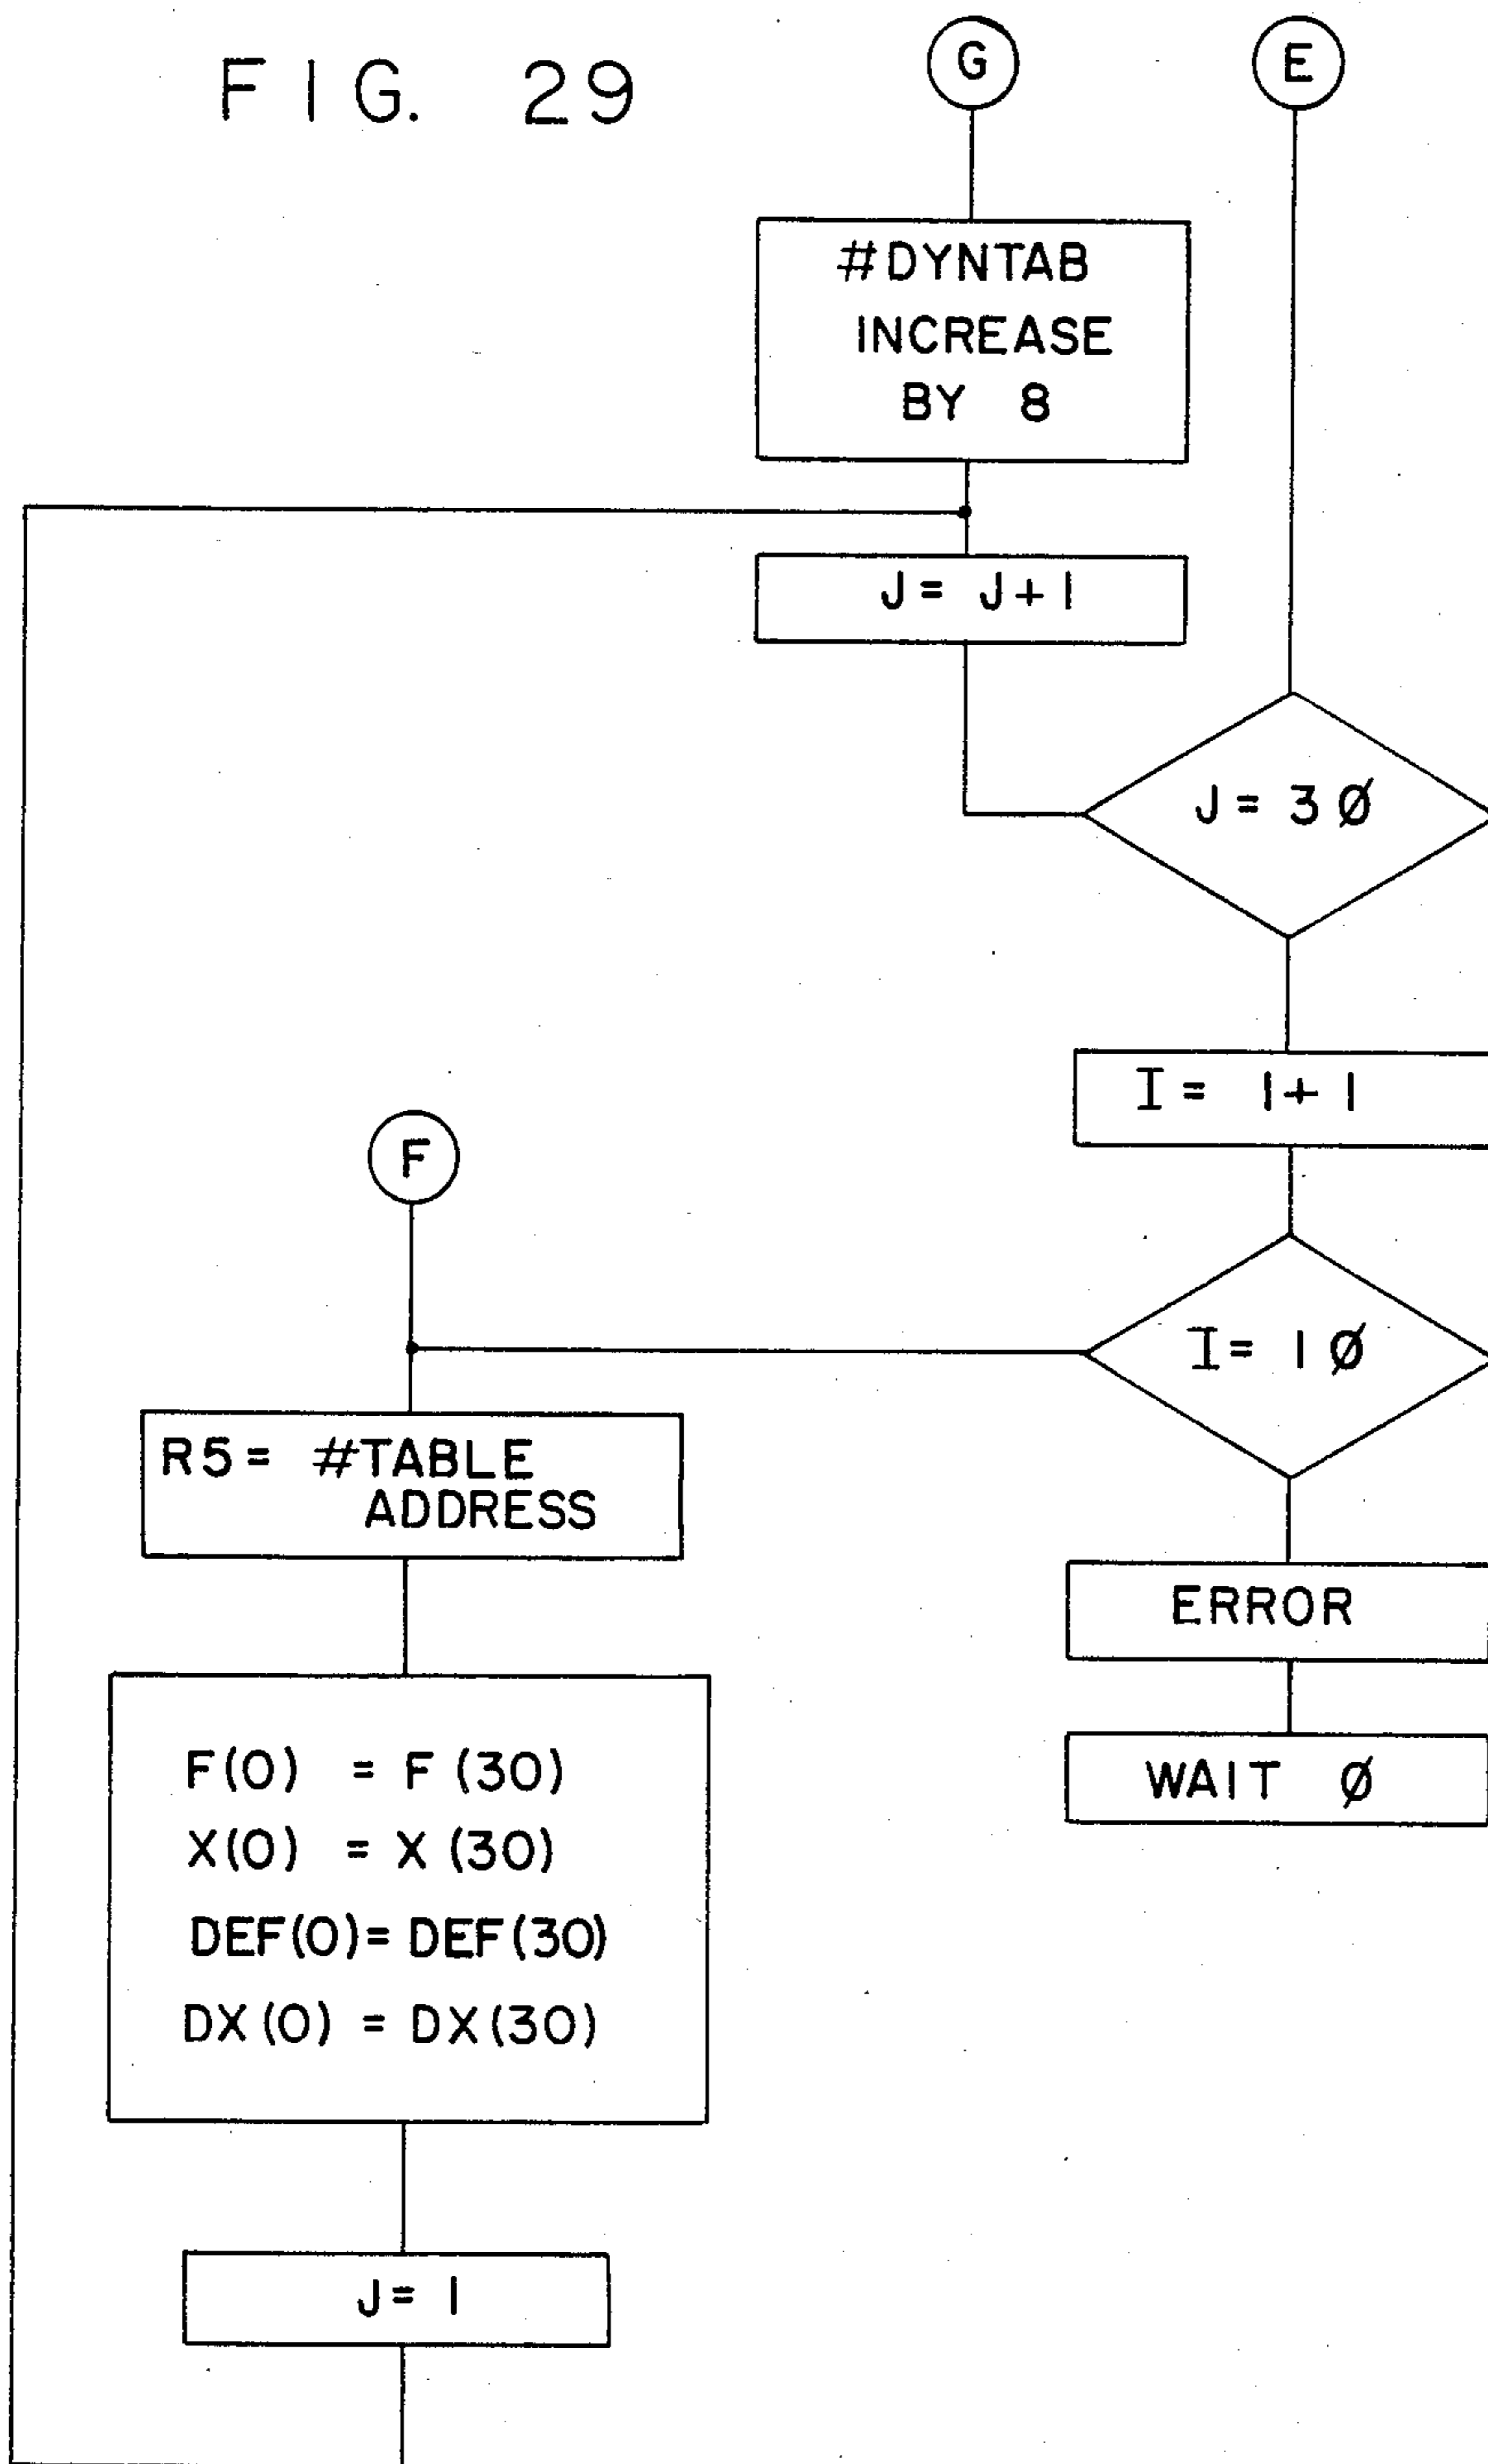 FIG. 29
G
E
#DYNTAB
INCREASE
BY 8
J = J+1
J = 3Ø
I = 1+1
F
I = 1Ø
R5 = #TABLE
ADDRESS
ERROR
WAIT Ø
F(0) = F(30)
X(0) = X(30)
DEF(0) = DEF(30)
DX(0) = DX(30)
J = 1